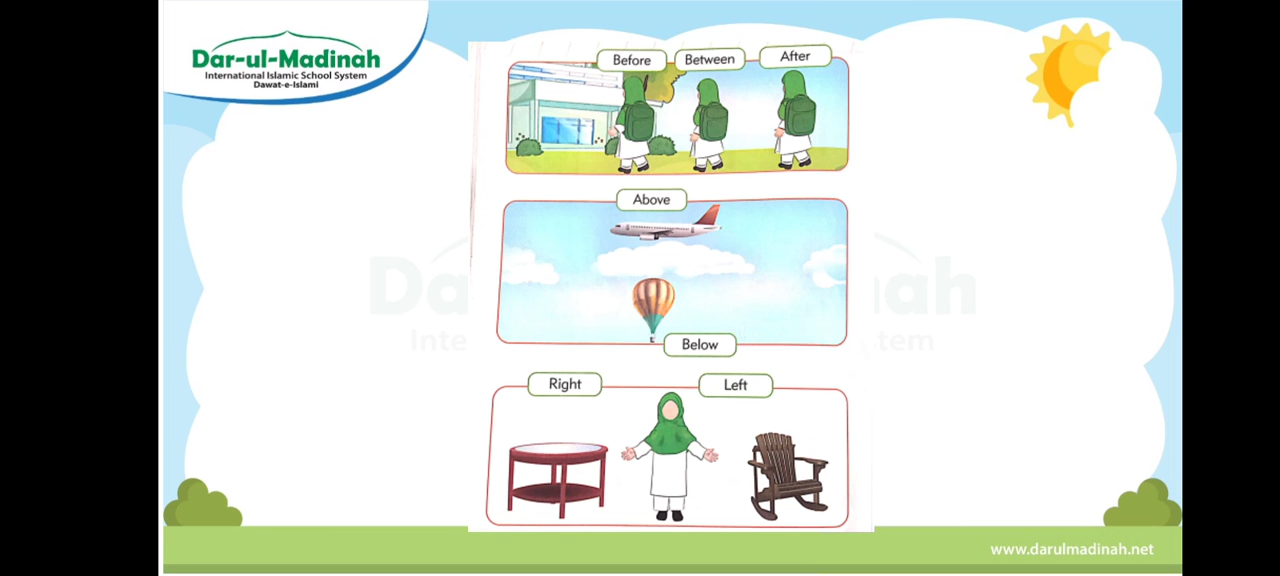 Dar-ul-Madinah
International Islamic School System
Dawat-e-Islami
Before Between After
Above
Below
Right Left
www.darulmadinah.net